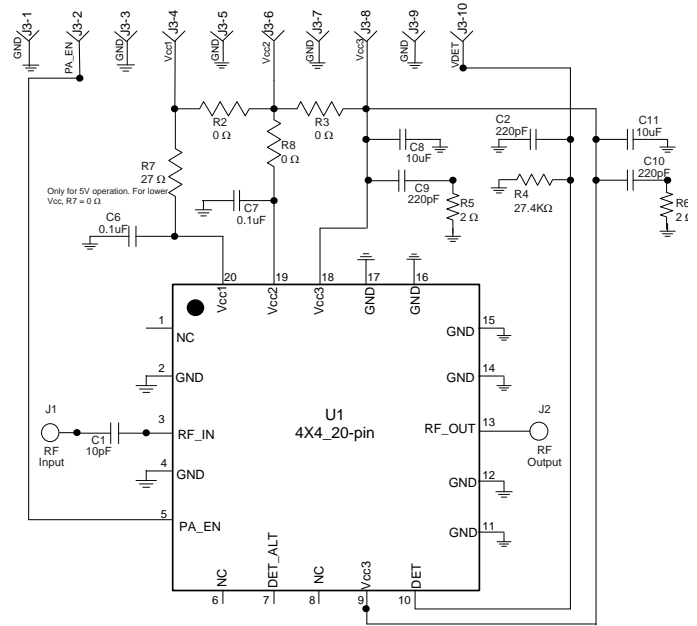 J3-1
GND
J3-2
PA_EN
J3-3
GND
J3-4
Vcc1
J3-5
GND
J3-6
Vcc2
J3-7
GND
J3-8
Vcc3
J3-9
GND
J3-10
VDET
R2
0 Ω
R3
0 Ω
R8
0 Ω
R7
27 Ω
Only for 5V operation. For lower
Vcc, R7 = 0 Ω
C8
10uF
C9
220pF
R5
2 Ω
C2
220pF
R4
27.4KΩ
C11
10uF
C10
220pF
R6
2 Ω
C6
0.1uF
C7
0.1uF
20
19
18
17
16
Vcc1
Vcc2
Vcc3
GND
GND
1
NC
2
GND
3
RF_IN
4
GND
5
PA_EN
J1
RF
Input
C1
10pF
U1
4X4_20-pin
15
GND
14
GND
13
RF_OUT
12
GND
11
GND
J2
RF
Output
NC
DET_ALT
NC
Vcc3
DET
6
7
8
9
10